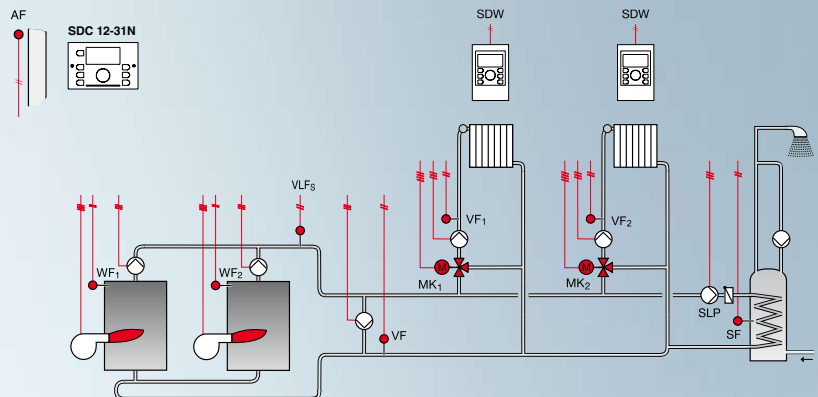 AF
SDC 12-31N
SDW
SDW
VLFS
VF1
VF2
WF1
WF2
M
MK1
M
MK2
VF
SLP
SF